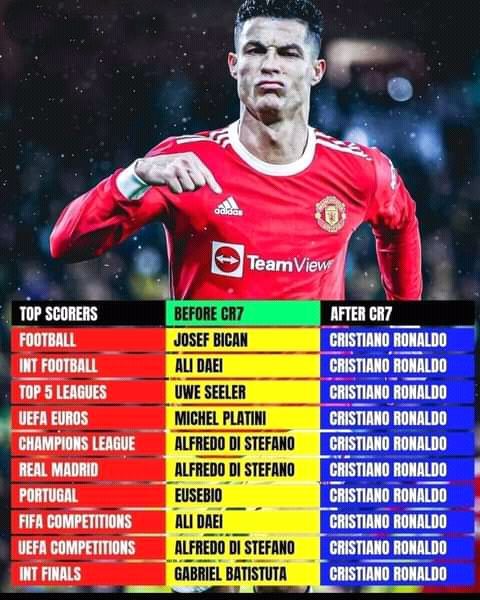 adidas
TeamView
TOP SCORERS BEFORE CR7 AFTER CR7
FOOTBALL JOSEF BICAN CRISTIANO RONALDO
INT FOOTBALL ALI DAEI CRISTIANO RONALDO
TOP 5 LEAGUES UWE SEELER CRISTIANO RONALDO
UEFA EUROS MICHEL PLATINI CRISTIANO RONALDO
CHAMPIONS LEAGUE ALFREDO DI STEFANO CRISTIANO RONALDO
REAL MADRID ALFREDO DI STEFANO CRISTIANO RONALDO
PORTUGAL EUSEBIO CRISTIANO RONALDO
FIFA COMPETITIONS ALI DAEI CRISTIANO RONALDO
UEFA COMPETITIONS ALFREDO DI STEFANO CRISTIANO RONALDO
INT FINALS GABRIEL BATISTUTA CRISTIANO RONALDO